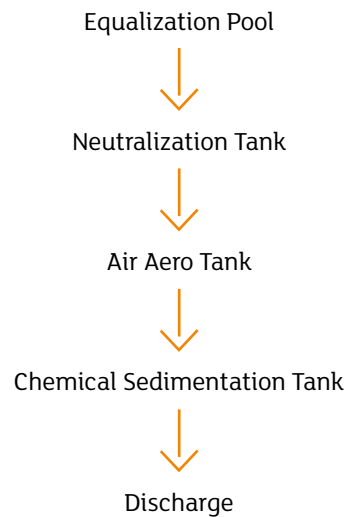 Equalization Pool
Neutralization Tank
Air Aero Tank
Chemical Sedimentation Tank
Discharge